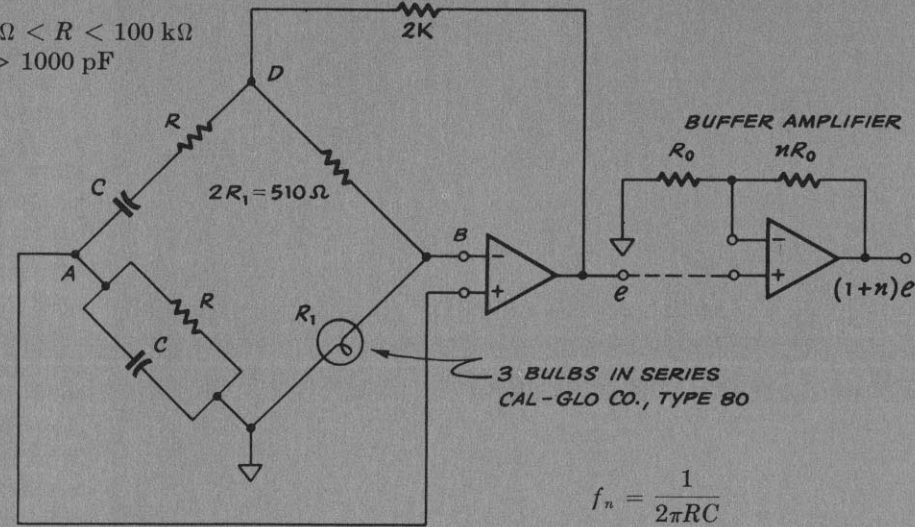 Ω < R < 100 kΩ
> 1000 pF
2K
D
R
C
2R₁ = 510 Ω
A
R
C
R₁
B
−
+
e
BUFFER AMPLIFIER
R₀
nR₀
−
+
(1+n)e
3 BULBS IN SERIES
CAL-GLO CO., TYPE 80
fₙ = 1 / 2πRC